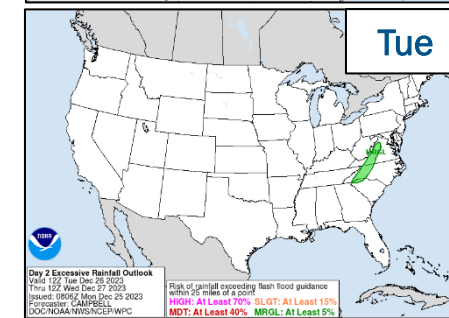 Tue
MRGL
NOAA
Day 2 Excessive Rainfall Outlook
Valid 12Z Tue Dec 26 2023
Thru 12Z Wed Dec 27 2023
Issued: 0806Z Mon Dec 25 2023
Forecaster: CAMPBELL
DOC/NOAA/NWS/NCEP/WPC
Risk of rainfall exceeding flash flood guidance
within 25 miles of a point
HIGH: At Least 70% SLGT: At Least 15%
MDT: At Least 40% MRGL: At Least 5%